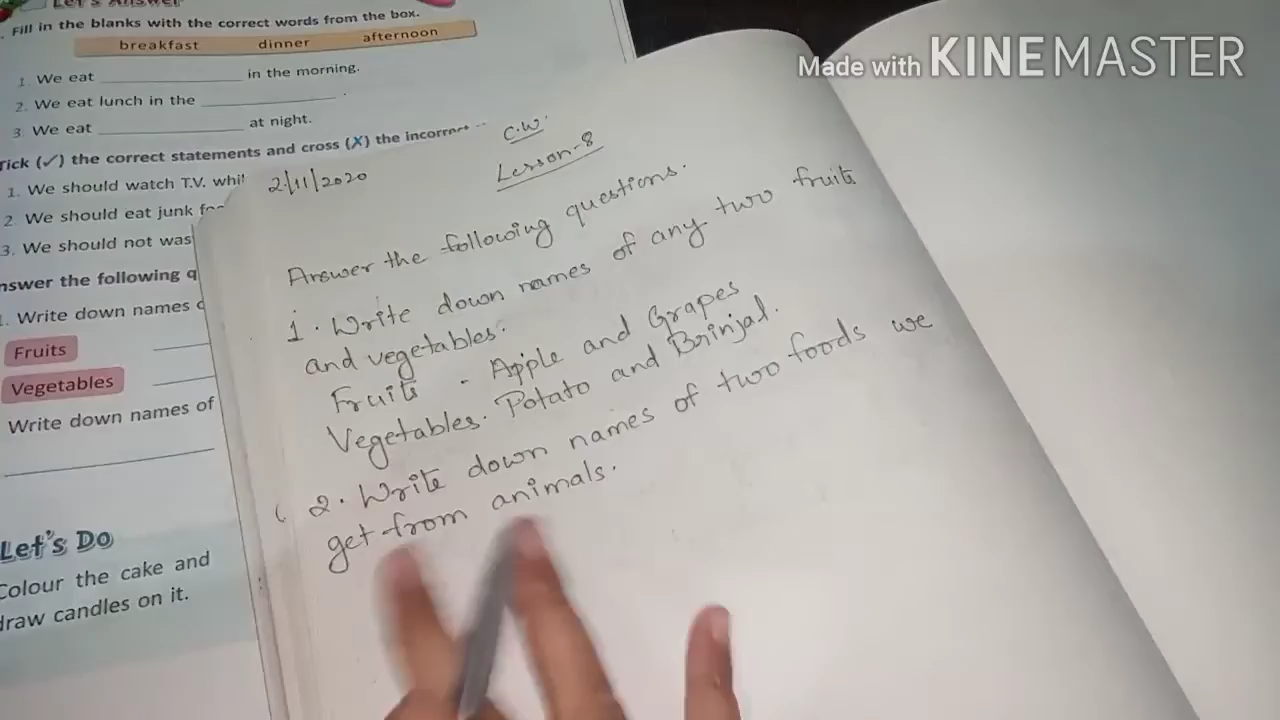 Let's Answer
Fill in the blanks with the correct words from the box.
breakfast dinner afternoon
1. We eat ____________ in the morning.
2. We eat lunch in the ____________ .
3. We eat ____________ at night.
Tick (✓) the correct statements and cross (X) the incorrect
1. We should watch T.V.
2. We should eat junk
3. We should not
Answer the following
1. Write down names
Fruits
Vegetables
Write down names of
Let's Do
Colour the cake and
draw candles on it.
C.W.
2/11/2020
Lesson-8
Answer the following questions.
1. Write down names of any two fruits
and vegetables.
Fruits - Apple and Grapes
Vegetables. Potato and Brinjal.
2. Write down names of two foods we
get from animals.
Made with KINEMASTER